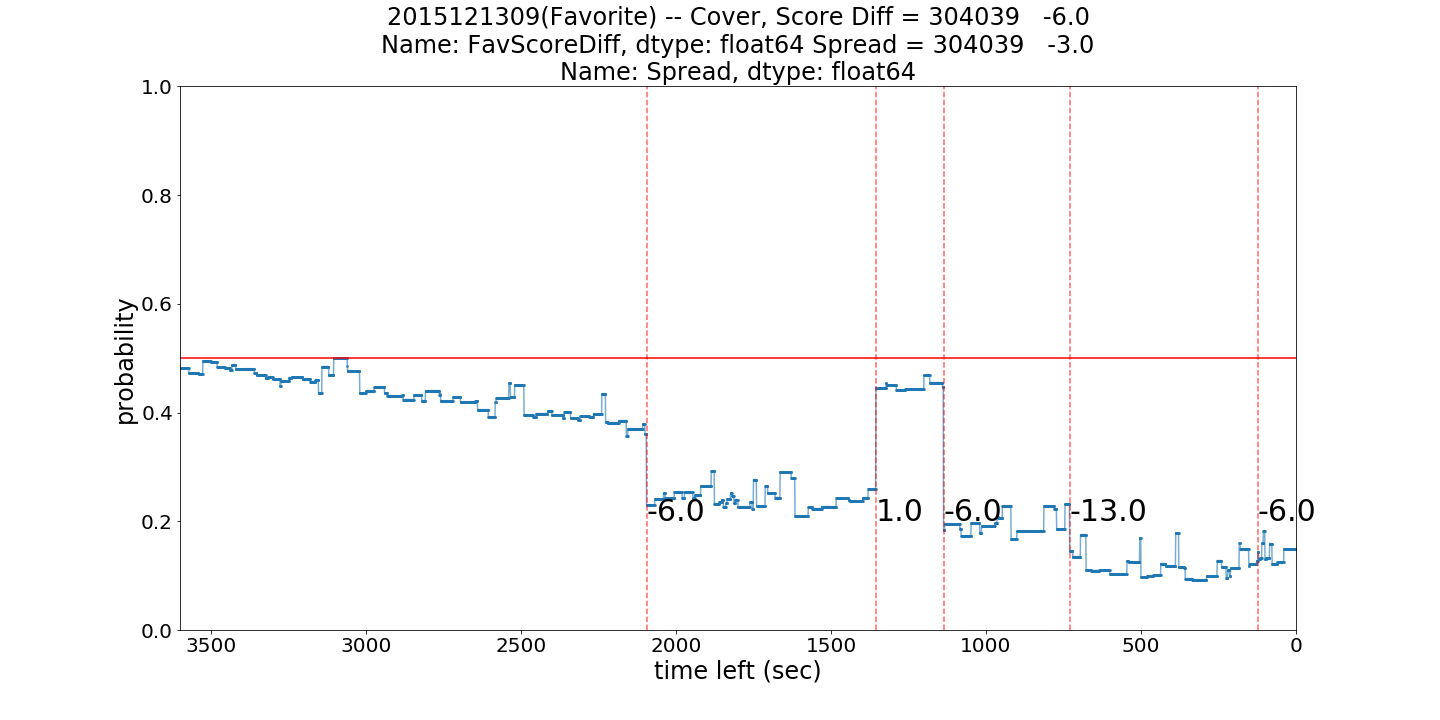 2015121309(Favorite) -- Cover, Score Diff = 304039   -6.0
Name: FavScoreDiff, dtype: float64 Spread = 304039   -3.0
Name: Spread, dtype: float64
1.0
0.8
0.6
0.4
0.2
0.0
probability
-6.0
1.0
-6.0
-13.0
-6.0
3500 3000 2500 2000 1500 1000 500 0
time left (sec)